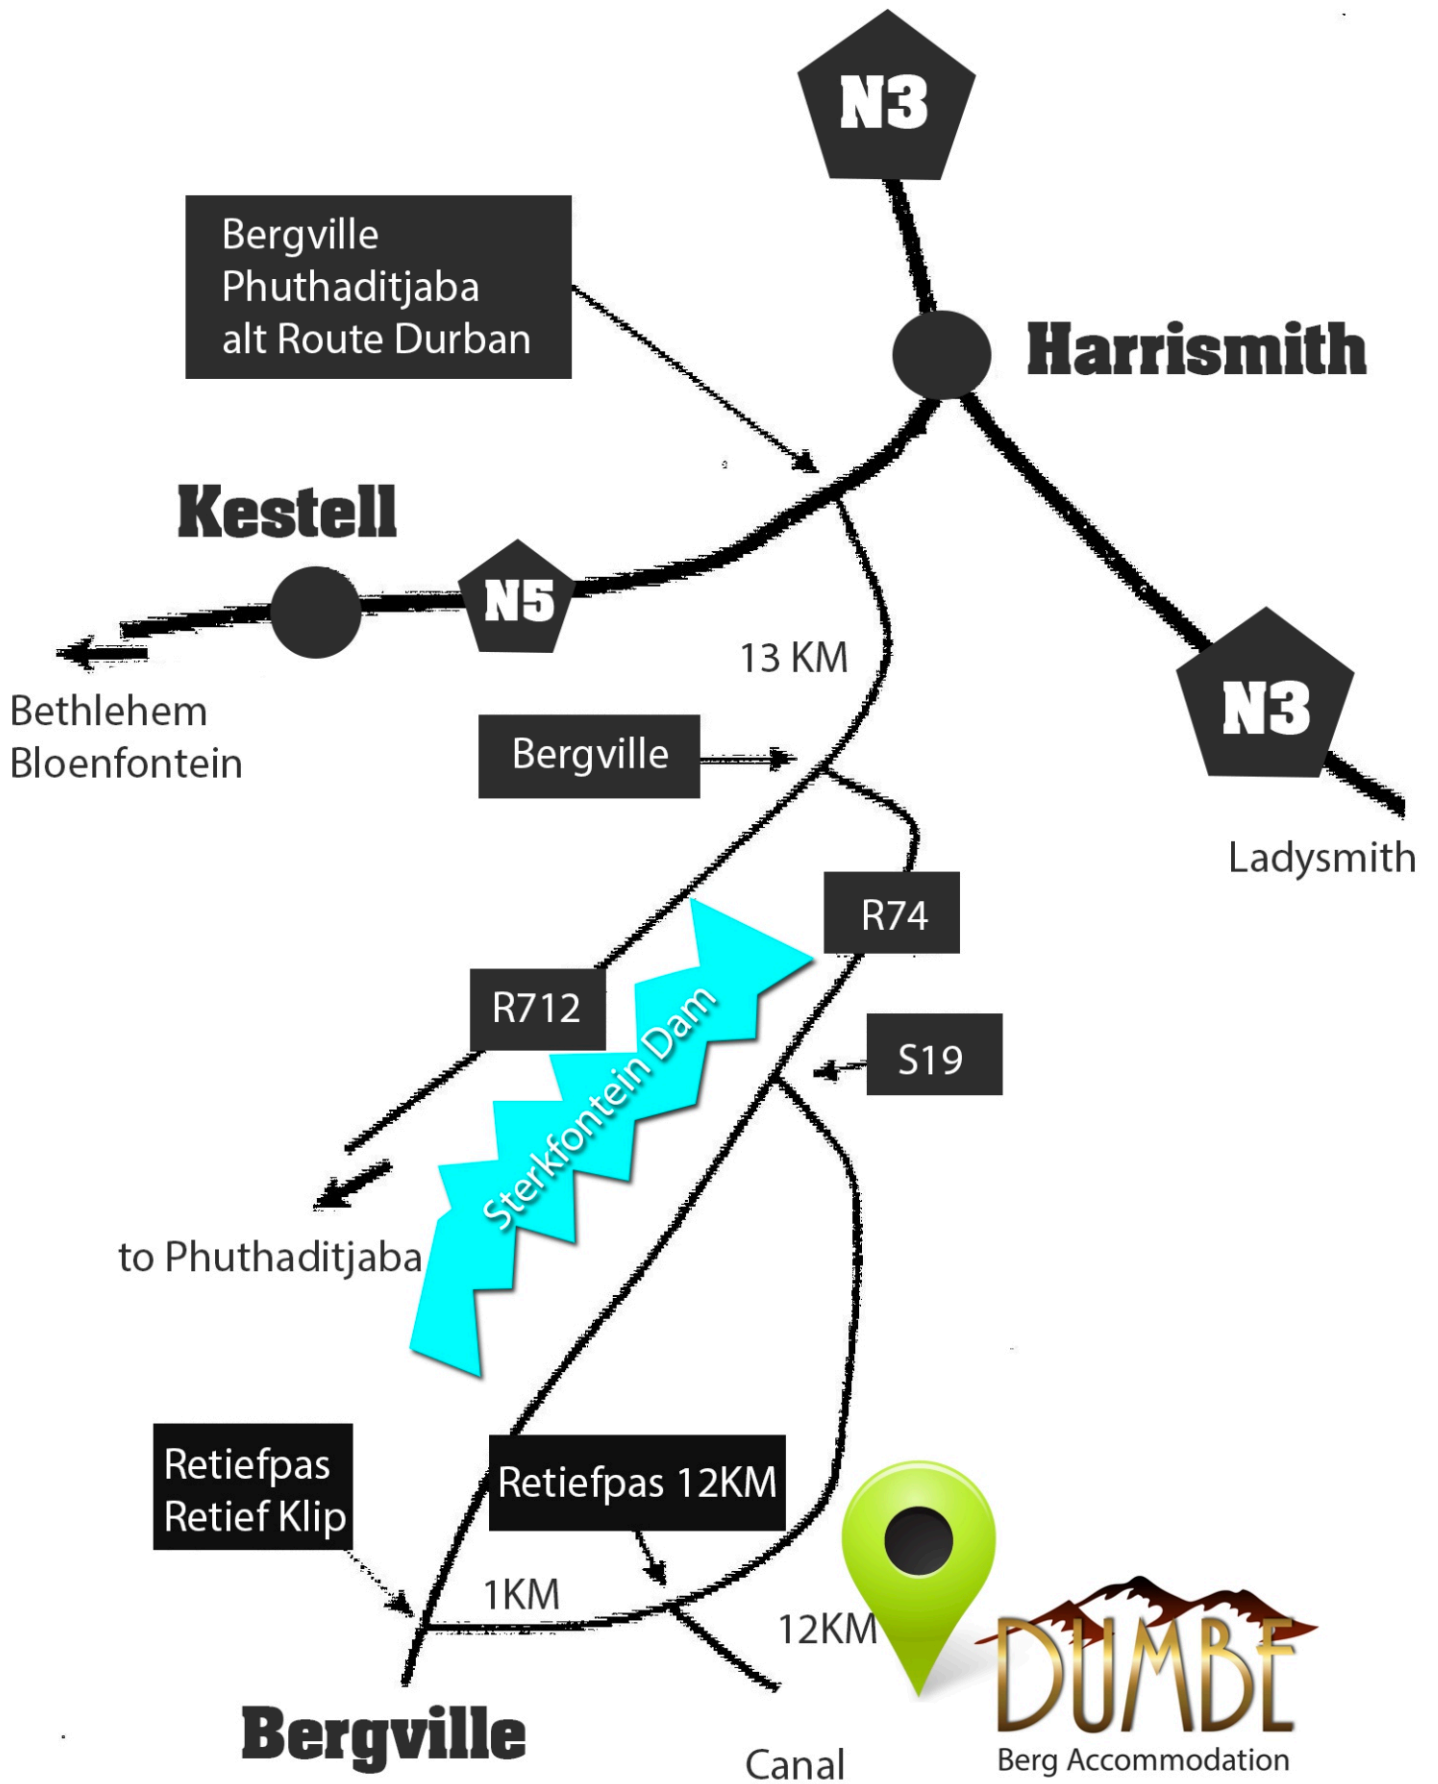 N3
Bergville
Phuthaditjaba
alt Route Durban
Harrismith
Kestell
N5
13 KM
N3
Bethlehem
Bloenfontein
Bergville
Ladysmith
R74
R712
Sterkfontein Dam
S19
to Phuthaditjaba
Retiefpas
Retief Klip
Retiefpas 12KM
1KM
12KM
DUMBE
Berg Accommodation
Bergville
Canal